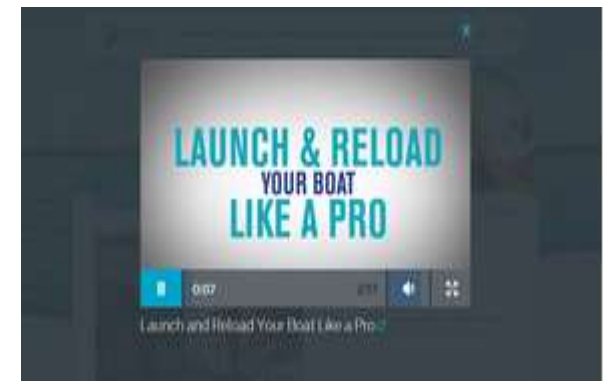 LAUNCH & RELOAD
YOUR BOAT
LIKE A PRO
0:07
Launch and Reload Your Boat Like a Pro